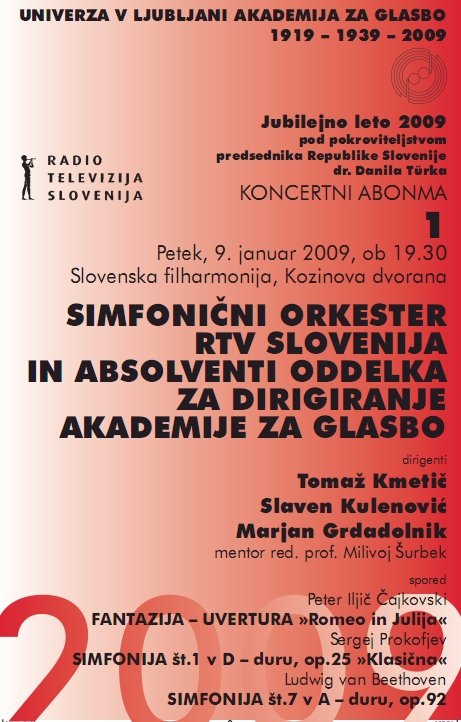 UNIVERZA V LJUBLJANI AKADEMIJA ZA GLASBO
1919 – 1939 – 2009
Jubilejno leto 2009
pod pokroviteljstvom
predsednika Republike Slovenije
dr. Danila Türka
RADIO
TELEVIZIJA
SLOVENIJA
KONCERTNI ABONMA
1
Petek, 9. januar 2009, ob 19.30
Slovenska filharmonija, Kozinova dvorana
SIMFONIČNI ORKESTER
RTV SLOVENIJA
IN ABSOLVENTI ODDELKA
ZA DIRIGIRANJE
AKADEMIJE ZA GLASBO
dirigenti
Tomaž Kmetič
Slaven Kulenović
Marjan Grdadolnik
mentor red. prof. Milivoj Šurbek
spored
Peter Iljič Čajkovski
FANTAZIJA – UVERTURA »Romeo in Julija«
Sergej Prokofjev
SIMFONIJA št.1 v D – duru, op.25 »Klasična«
Ludwig van Beethoven
SIMFONIJA št.7 v A – duru, op.92
2009